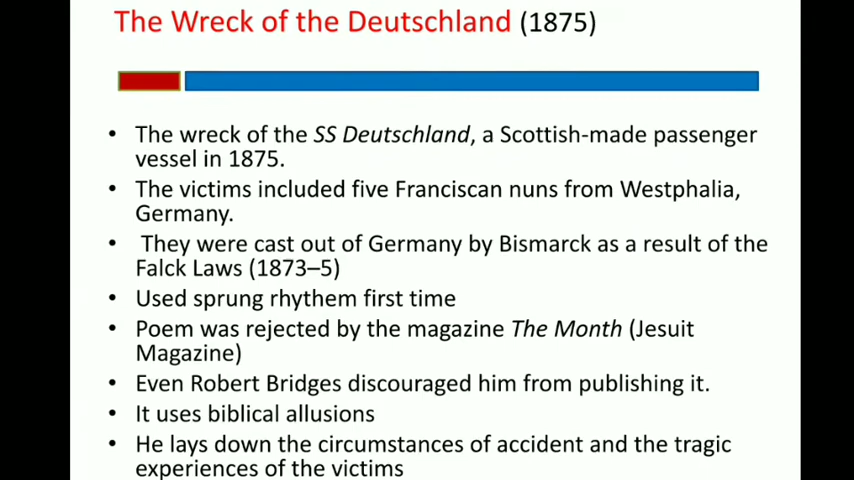 The Wreck of the Deutschland (1875)
• The wreck of the SS Deutschland, a Scottish-made passenger
vessel in 1875.
• The victims included five Franciscan nuns from Westphalia,
Germany.
• They were cast out of Germany by Bismarck as a result of the
Falck Laws (1873–5)
• Used sprung rhythem first time
• Poem was rejected by the magazine The Month (Jesuit
Magazine)
• Even Robert Bridges discouraged him from publishing it.
• It uses biblical allusions
• He lays down the circumstances of accident and the tragic
experiences of the victims